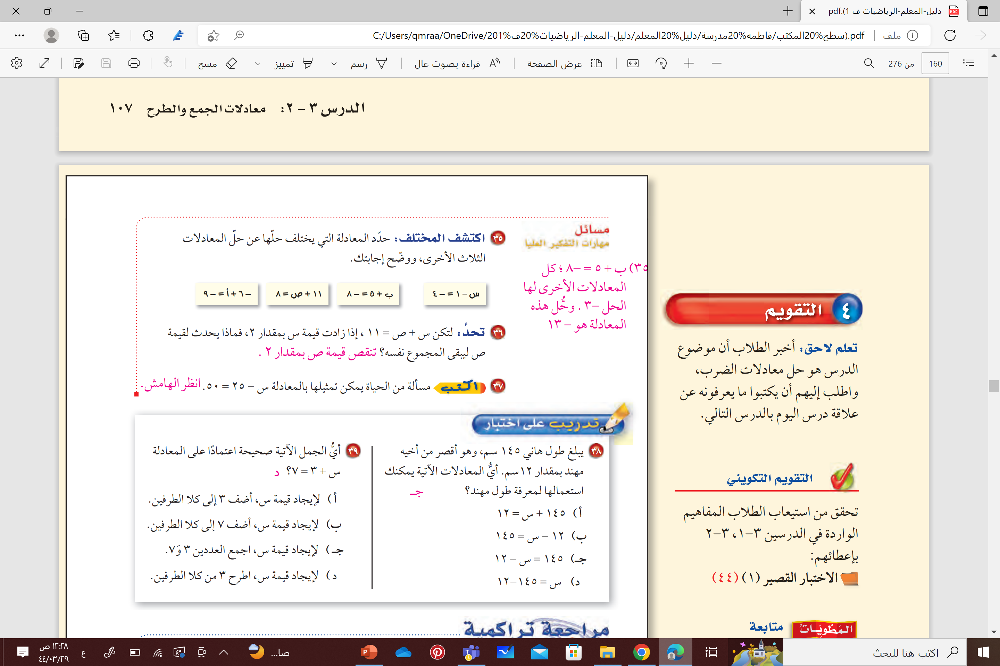 دليل-المعلم-الرياضيات ف 1).pdf
ملف
C:/Users/qmraa/OneDrive/سطح%20المكتب/فاطمه%20مدرسة/دليل%20المعلم/دليل-المعلم-الرياضيات%20ف%201).pdf
160
من 276
عرض الصفحة
قراءة بصوت عالٍ
رسم
تمييز
مسح
الدرس ٣ – ٢: معادلات الجمع والطرح ١٠٧
مسائل
مهارات التفكير العليا
٣٥ اكتشف المختلف: حدّد المعادلة التي يختلف حلّها عن حلّ المعادلات
الثلاث الأخرى، ووضّح إجابتك.
٣٥) ب + ٥ = –٨ ؛ كل
المعادلات الأخرى لها
الحل –٣ . وحُّل هذه
المعادلة هو – ١٣
س – ١ = – ٤
ب + ٥ = – ٨
١١ + ص = ٨
– ٦ + أ = – ٩
٣٦ تحدٍّ: لتكن س + ص = ١١ ، إذا زادت قيمة س بمقدار ٢، فماذا يحدث لقيمة
ص ليبقى المجموع نفسه؟ تنقص قيمة ص بمقدار ٢ .
٣٧ اكتب مسألة من الحياة يمكن تمثيلها بالمعادلة س – ٢٥ = ٥٠. انظر الهامش.
تدريب على اختبار
٣٨ يبلغ طول هاني ١٤٥ سم، وهو أقصر من أخيه
مهند بمقدار ١٢سم. أيُّ المعادلات الآتية يمكنك
استعمالها لمعرفة طول مهند؟ جـ
أ) ١٤٥ + س = ١٢
ب) ١٢ – س = ١٤٥
جـ) ١٤٥ = س – ١٢
د) س = ١٤٥–١٢
٣٩ أيُّ الجمل الآتية صحيحة اعتمادًا على المعادلة
س + ٣ = ٧؟ د
أ) لإيجاد قيمة س، أضف ٣ إلى كلا الطرفين.
ب) لإيجاد قيمة س، أضف ٧ إلى كلا الطرفين.
جـ) لإيجاد قيمة س، اجمع العددين ٣ وَ٧.
د) لإيجاد قيمة س، اطرح ٣ من كلا الطرفين.
مراجعة تراكمية
٤ التقويم
تعلم لاحق: أخبر الطلاب أن موضوع
الدرس هو حل معادلات الضرب،
واطلب إليهم أن يكتبوا ما يعرفونه عن
علاقة درس اليوم بالدرس التالي.
التقويم التكويني
تحقق من استيعاب الطلاب المفاهيم
الواردة في الدرسين ٣–١، ٣–٢
بإعطائهم:
الاختبار القصير (١) (٤٤)
المَطْوِيّاتُ متابعة
اكتب هنا للبحث
صا...
ع
١٢:٢٨ ص
٤٤/٠٣/٢٩